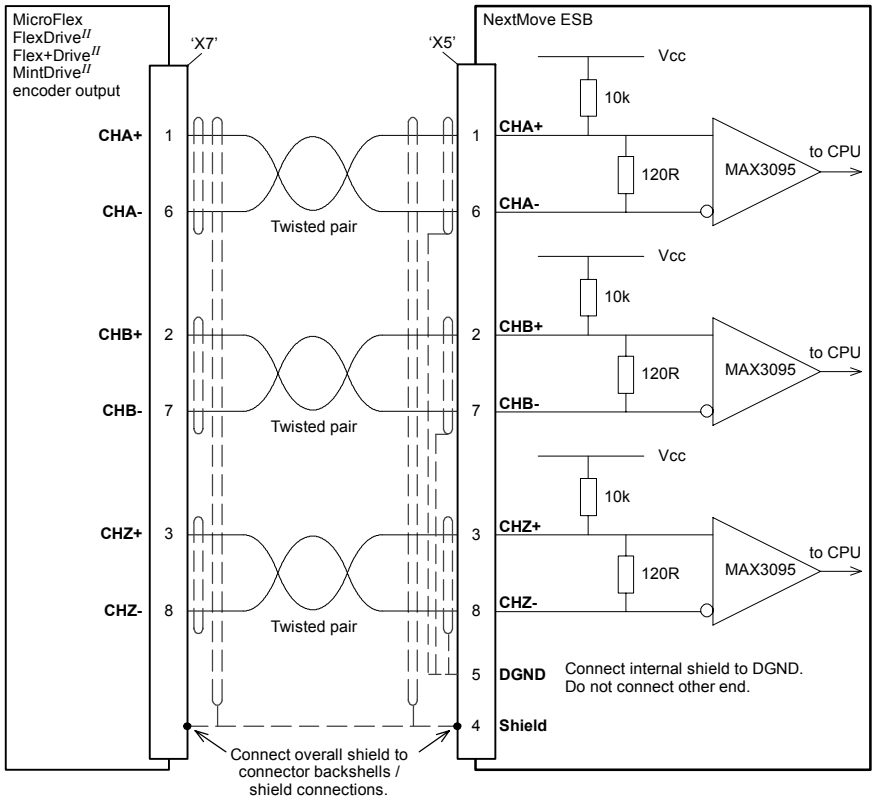 MicroFlex
FlexDrive II
Flex+Drive II
MintDrive II
encoder output
'X7'
'X5'
NextMove ESB
Vcc
10k
CHA+ 1
1 CHA+
120R
MAX3095
to CPU
CHA- 6
6 CHA-
Twisted pair
Vcc
10k
CHB+ 2
2 CHB+
120R
MAX3095
to CPU
CHB- 7
7 CHB-
Twisted pair
Vcc
10k
CHZ+ 3
3 CHZ+
120R
MAX3095
to CPU
CHZ- 8
8 CHZ-
Twisted pair
5 DGND
Connect internal shield to DGND.
Do not connect other end.
4 Shield
Connect overall shield to
connector backshells /
shield connections.